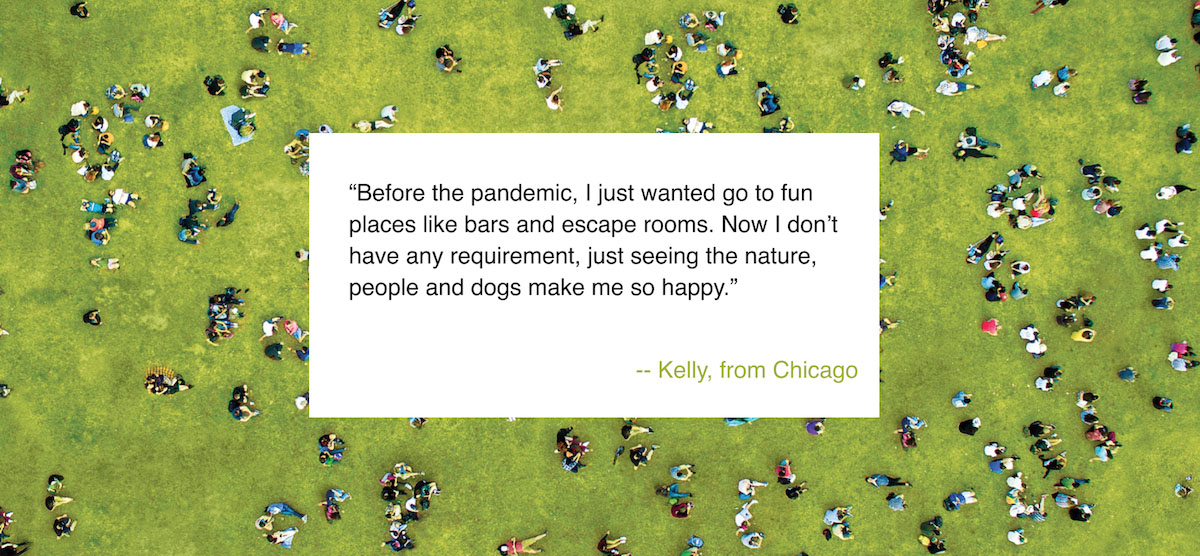 “Before the pandemic, I just wanted go to fun
places like bars and escape rooms. Now I don’t
have any requirement, just seeing the nature,
people and dogs make me so happy.”
-- Kelly, from Chicago